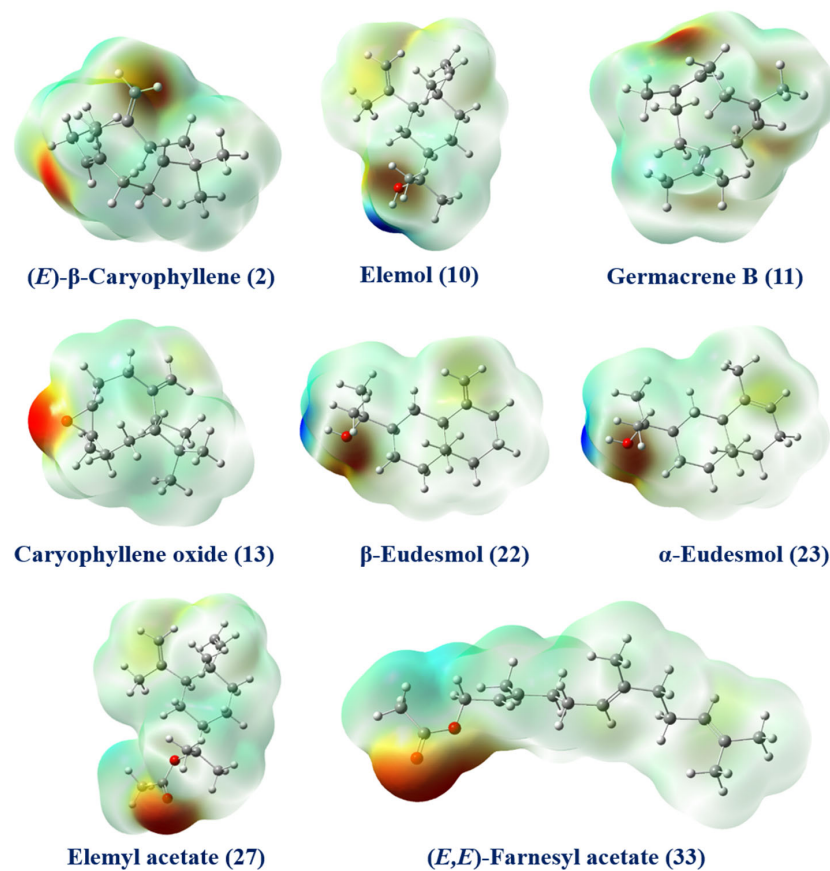 (E)-β-Caryophyllene (2)
Elemol (10)
Germacrene B (11)
Caryophyllene oxide (13)
β-Eudesmol (22)
α-Eudesmol (23)
Elemyl acetate (27)
(E,E)-Farnesyl acetate (33)